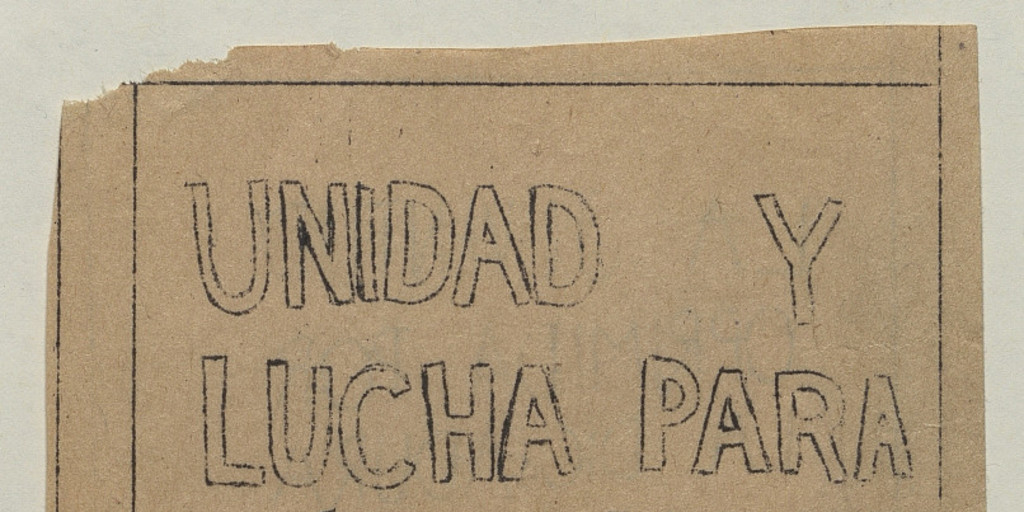 UNIDAD Y
LUCHA PARA